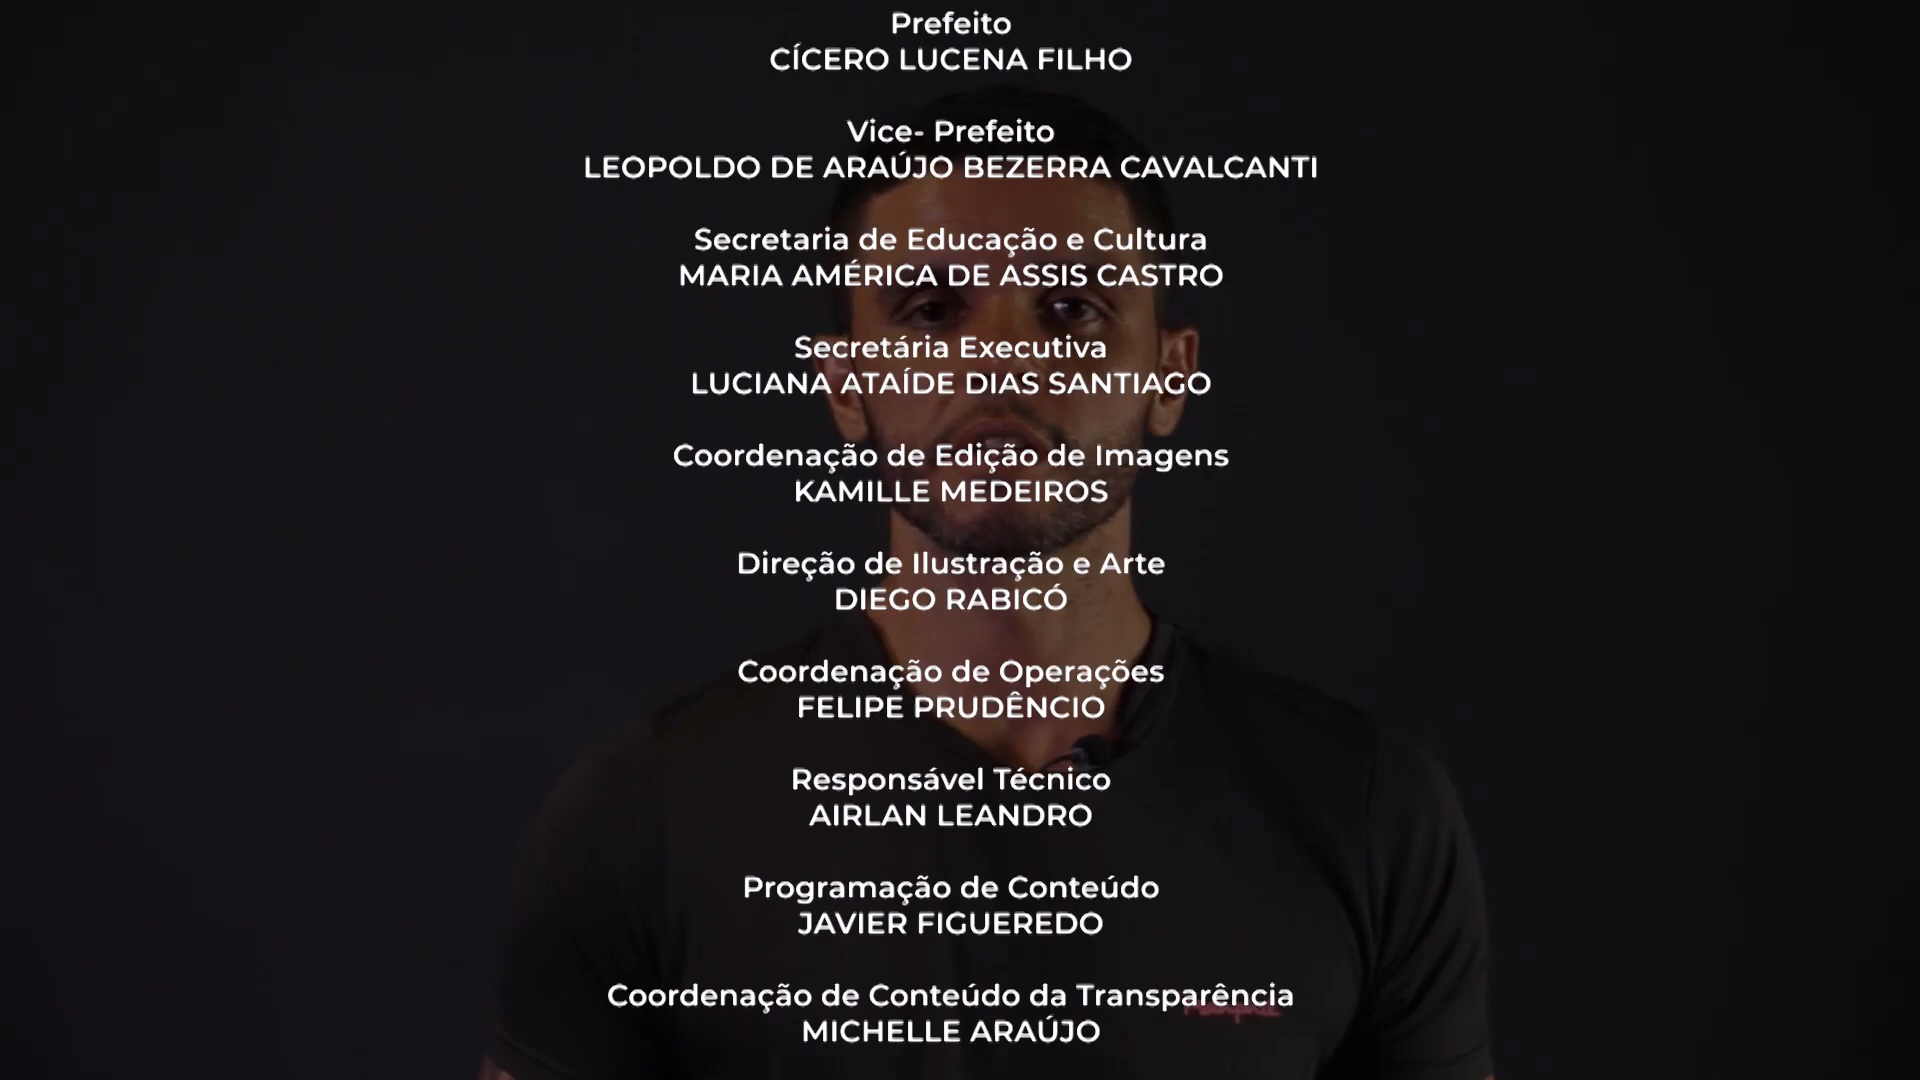 Prefeito
CÍCERO LUCENA FILHO
Vice- Prefeito
LEOPOLDO DE ARAÚJO BEZERRA CAVALCANTI
Secretaria de Educação e Cultura
MARIA AMÉRICA DE ASSIS CASTRO
Secretária Executiva
LUCIANA ATAÍDE DIAS SANTIAGO
Coordenação de Edição de Imagens
KAMILLE MEDEIROS
Direção de Ilustração e Arte
DIEGO RABICÓ
Coordenação de Operações
FELIPE PRUDÊNCIO
Responsável Técnico
AIRLAN LEANDRO
Programação de Conteúdo
JAVIER FIGUEREDO
Coordenação de Conteúdo da Transparência
MICHELLE ARAÚJO